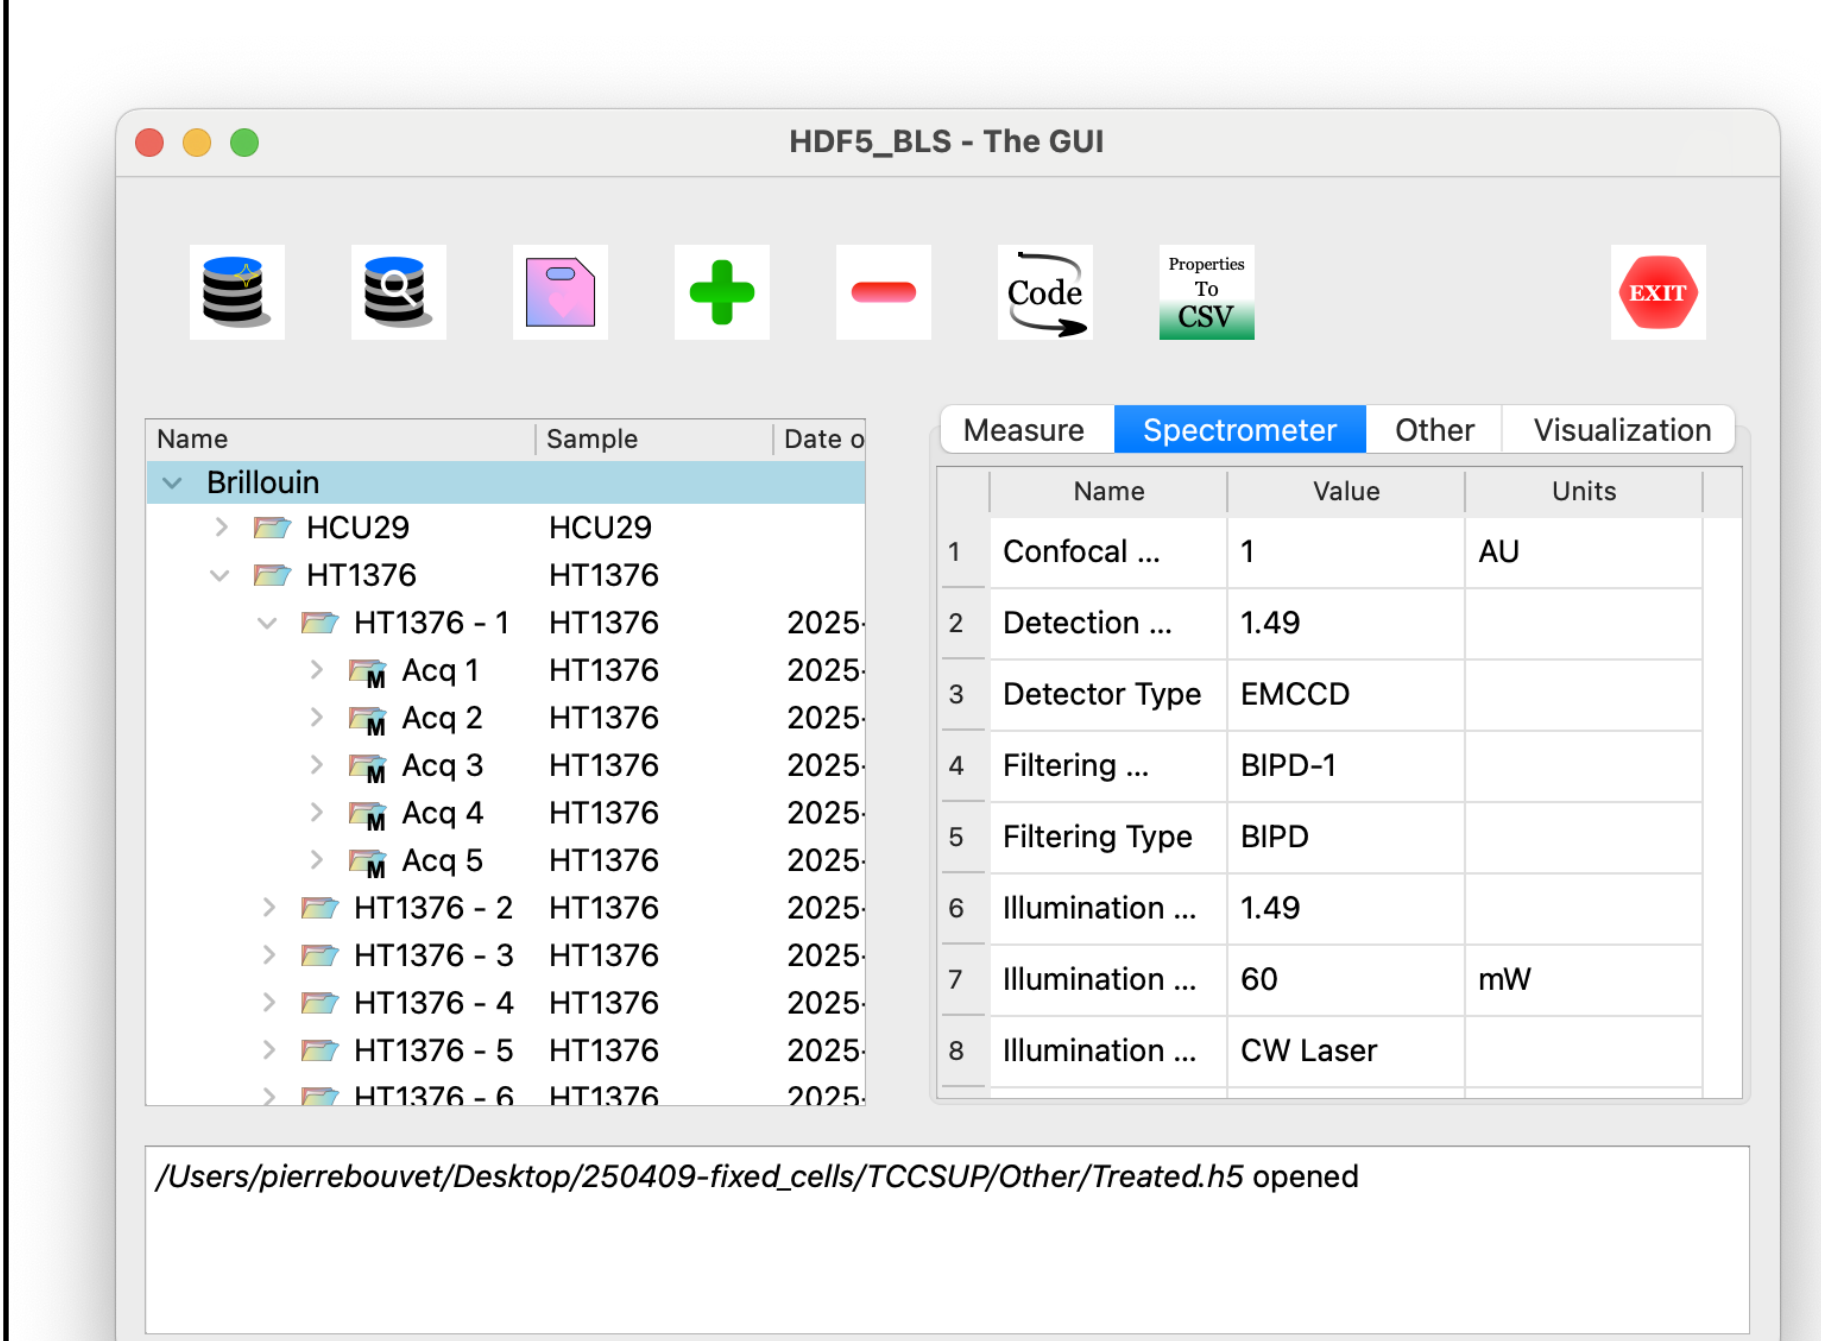 HDF5_BLS - The GUI
Code
Properties
To
CSV
EXIT
Name Sample Date o
Brillouin
HCU29 HCU29
HT1376 HT1376
HT1376 - 1 HT1376 2025-
M Acq 1 HT1376 2025-
M Acq 2 HT1376 2025-
M Acq 3 HT1376 2025-
M Acq 4 HT1376 2025-
M Acq 5 HT1376 2025-
HT1376 - 2 HT1376 2025-
HT1376 - 3 HT1376 2025-
HT1376 - 4 HT1376 2025-
HT1376 - 5 HT1376 2025-
HT1376 - 6 HT1376 2025-
Measure Spectrometer Other Visualization
Name Value Units
1 Confocal ... 1 AU
2 Detection ... 1.49
3 Detector Type EMCCD
4 Filtering ... BIPD-1
5 Filtering Type BIPD
6 Illumination ... 1.49
7 Illumination ... 60 mW
8 Illumination ... CW Laser
/Users/pierrebouvet/Desktop/250409-fixed_cells/TCCSUP/Other/Treated.h5 opened